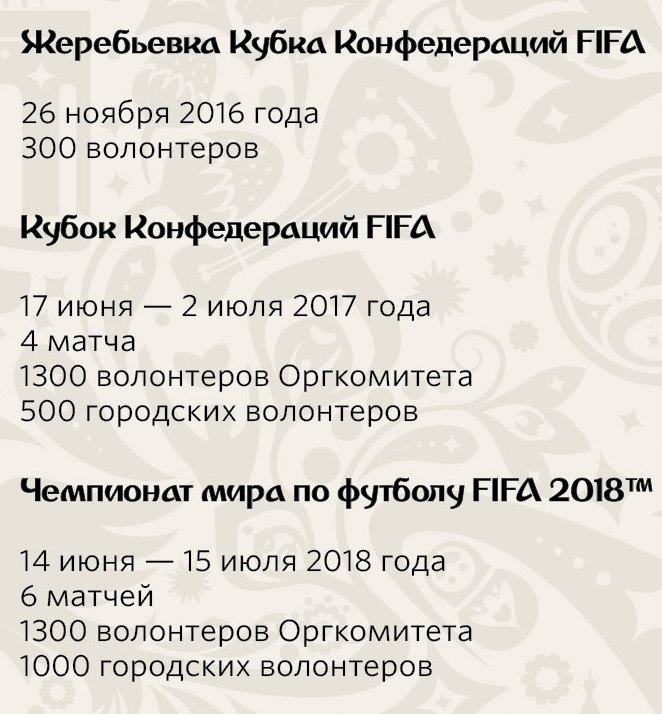 Жеребьевка Кубка Конфедераций FIFA
26 ноября 2016 года
300 волонтеров
Кубок Конфедераций FIFA
17 июня — 2 июля 2017 года
4 матча
1300 волонтеров Оргкомитета
500 городских волонтеров
Чемпионат мира по футболу FIFA 2018™
14 июня — 15 июля 2018 года
6 матчей
1300 волонтеров Оргкомитета
1000 городских волонтеров